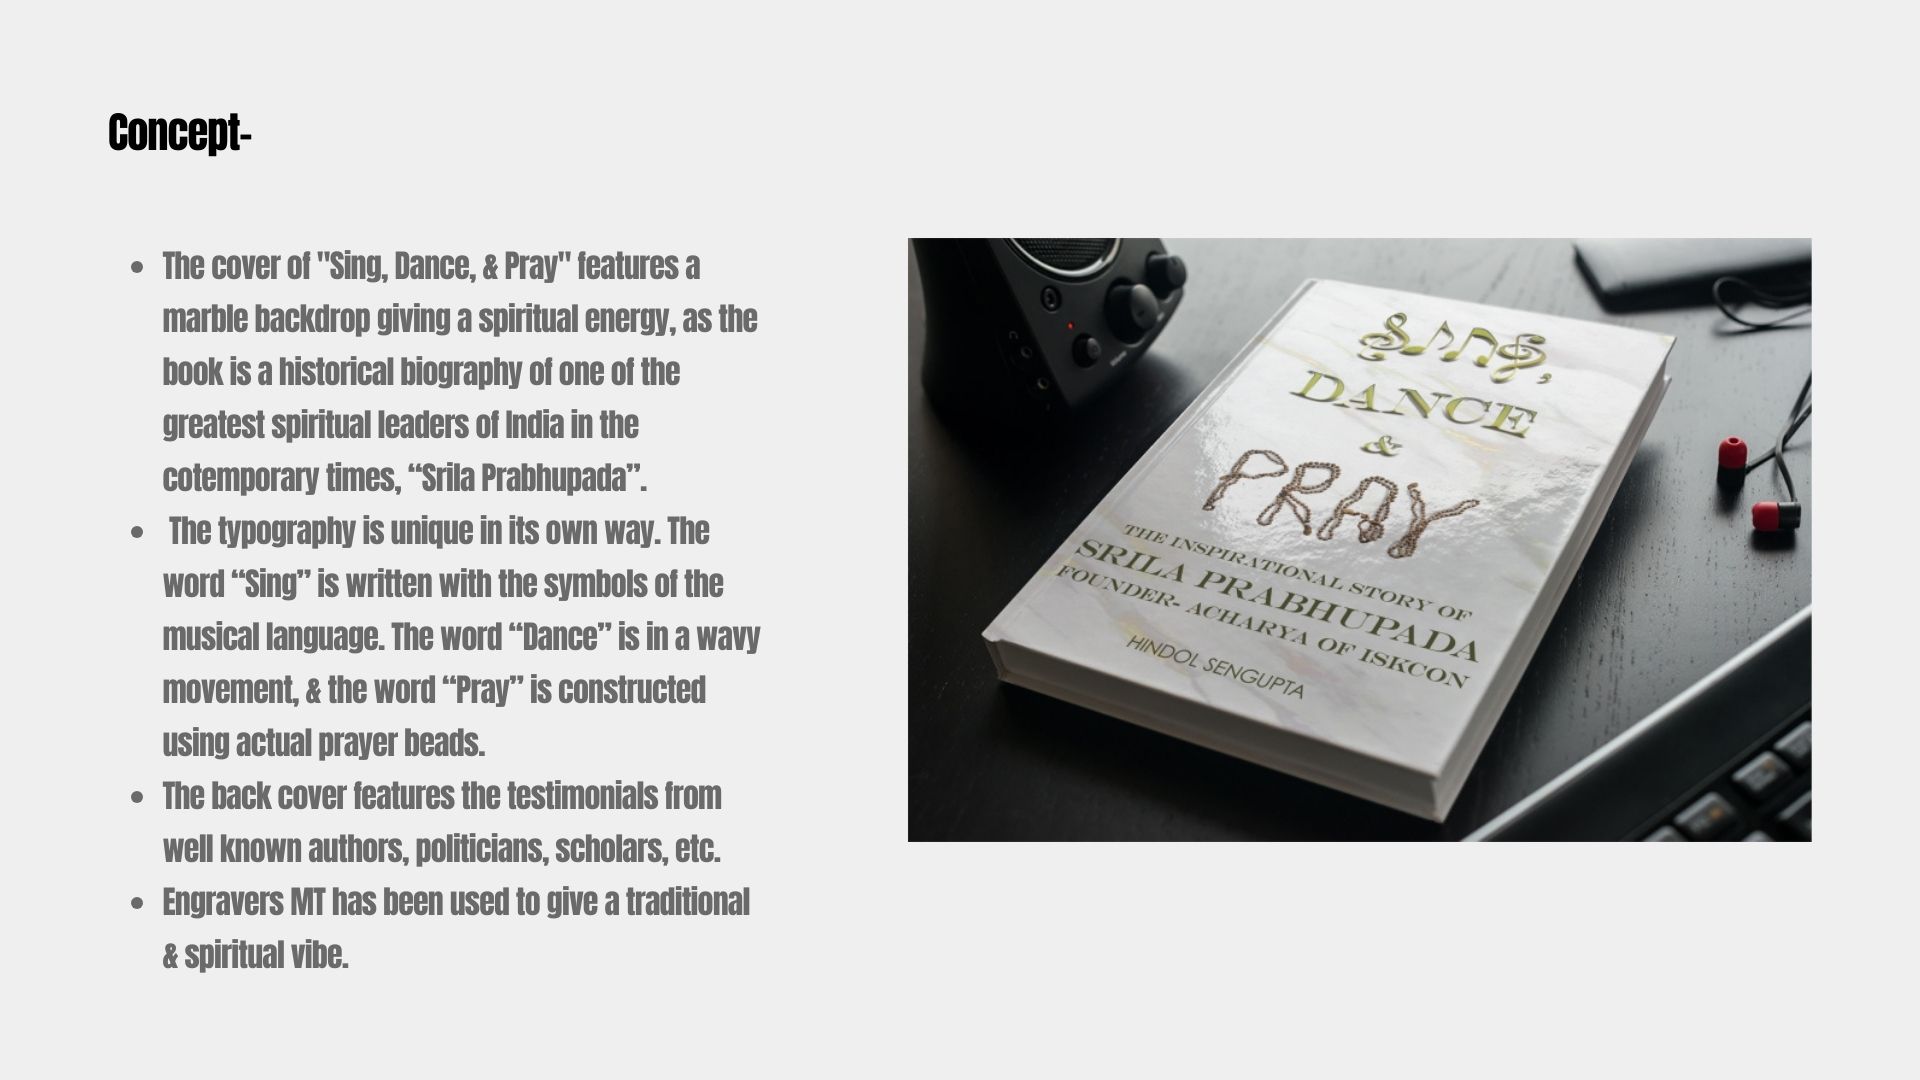 Concept-
The cover of "Sing, Dance, & Pray" features a
marble backdrop giving a spiritual energy, as the
book is a historical biography of one of the
greatest spiritual leaders of India in the
cotemporary times, “Srila Prabhupada”.
The typography is unique in its own way. The
word “Sing” is written with the symbols of the
musical language. The word “Dance” is in a wavy
movement, & the word “Pray” is constructed
using actual prayer beads.
The back cover features the testimonials from
well known authors, politicians, scholars, etc.
Engravers MT has been used to give a traditional
& spiritual vibe.
SING,
DANCE
&
PRAY
THE INSPIRATIONAL STORY OF
SRILA PRABHUPADA
FOUNDER- ACHARYA OF ISKCON
HINDOL SENGUPTA